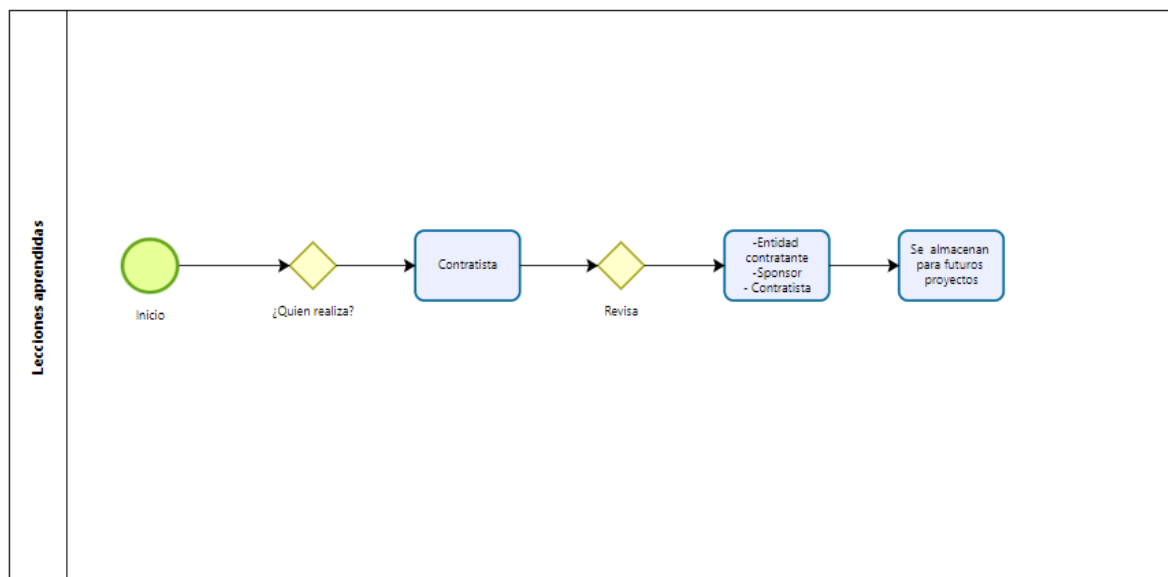 Lecciones aprendidas
Inicio
¿Quien realiza?
Contratista
Revisa
-Entidad
contratante
-Sponsor
- Contratista
Se almacenan
para futuros
proyectos